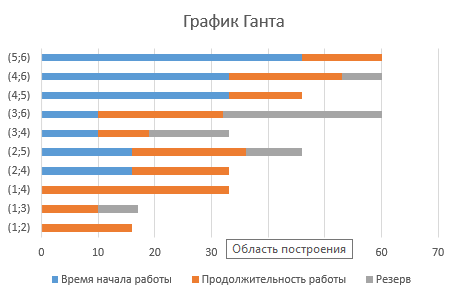 График Ганта
(5;6)
(4;6)
(4;5)
(3;6)
(3;4)
(2;5)
(2;4)
(1;4)
(1;3)
(1;2)
0 10 20 30 60 70
Область построения
Время начала работы Продолжительность работы Резерв